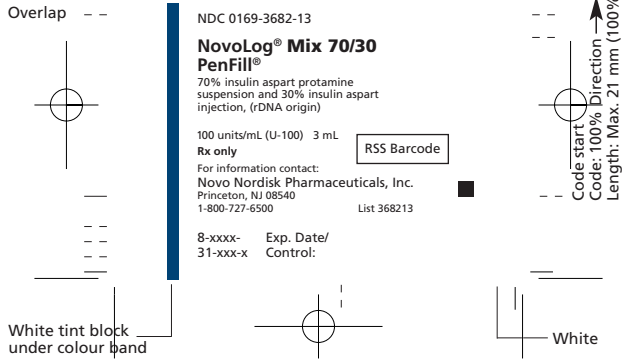 Overlap
NDC 0169-3682-13
NovoLog® Mix 70/30
PenFill®
70% insulin aspart protamine
suspension and 30% insulin aspart
injection, (rDNA origin)
100 units/mL (U-100) 3 mL
Rx only
RSS Barcode
For information contact:
Novo Nordisk Pharmaceuticals, Inc.
Princeton, NJ 08540
1-800-727-6500 List 368213
8-xxxx- Exp. Date/
31-xxx-x Control:
White tint block
under colour band
White
Code start
Code: 100% Direction
Length: Max. 21 mm (100%